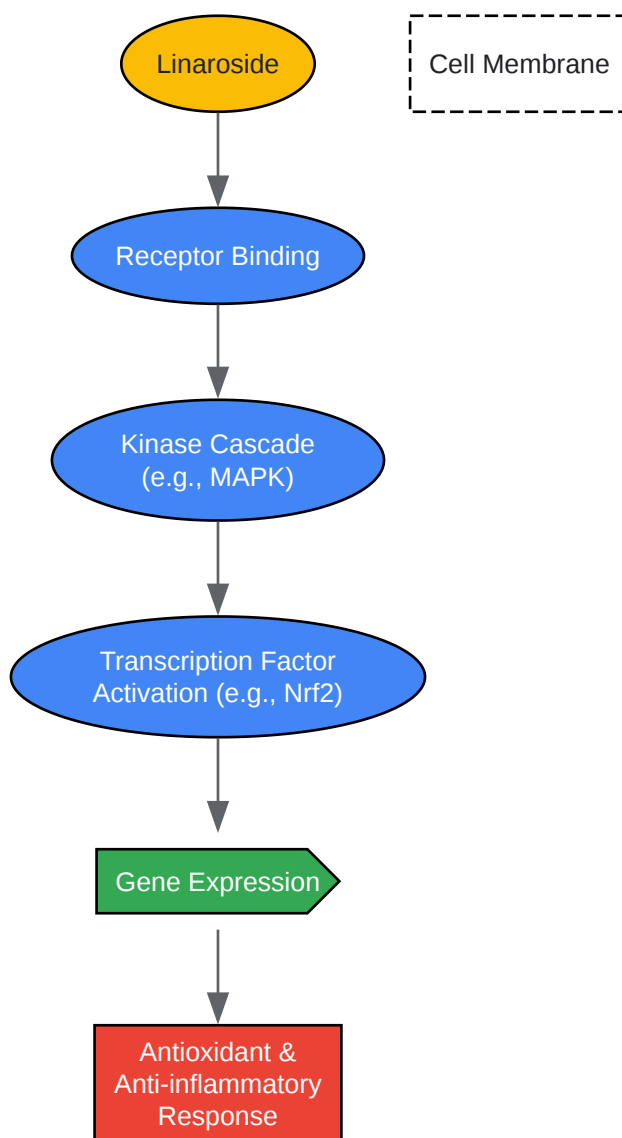 Linaroside
Cell Membrane
Receptor Binding
Kinase Cascade
(e.g., MAPK)
Transcription Factor
Activation (e.g., Nrf2)
Gene Expression
Antioxidant &
Anti-inflammatory
Response